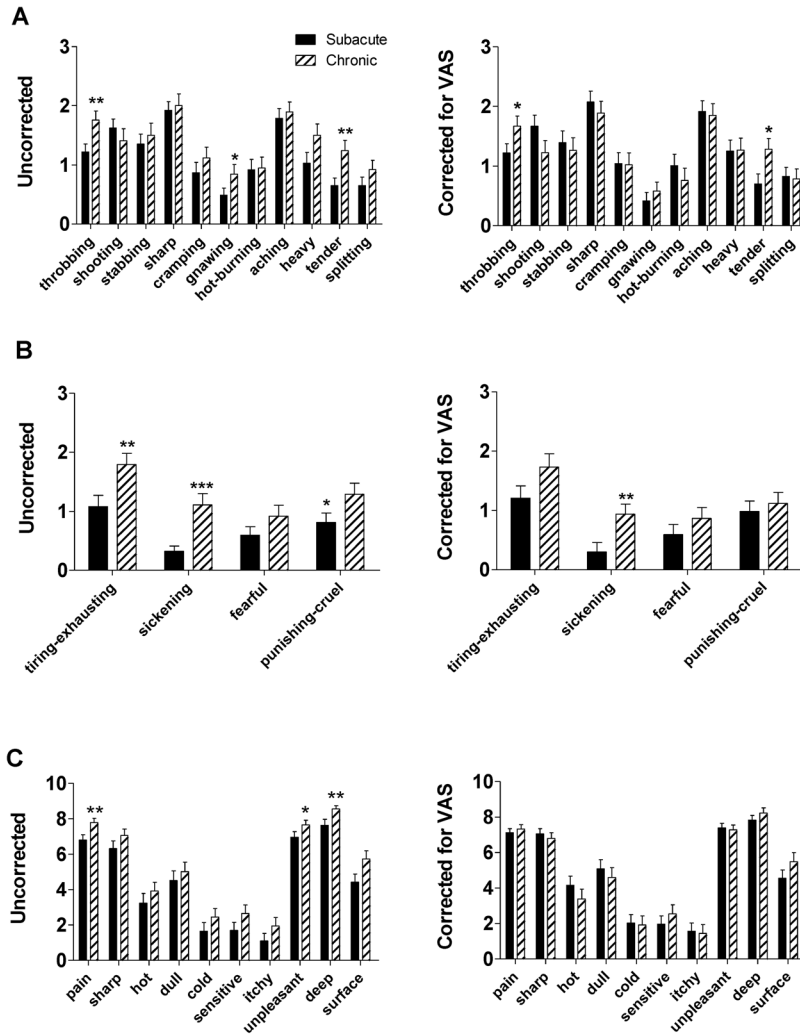 A
Subacute
Chronic
Uncorrected
3
2
1
0
** * **
throbbing shooting stabbing sharp cramping gnawing hot-burning aching heavy tender splitting
Corrected for VAS
3
2
1
0
* *
throbbing shooting stabbing sharp cramping gnawing hot-burning aching heavy tender splitting
B
Uncorrected
3
2
1
0
** *** *
tiring-exhausting sickening fearful punishing-cruel
Corrected for VAS
3
2
1
0
**
tiring-exhausting sickening fearful punishing-cruel
C
Uncorrected
10
8
6
4
2
0
** * **
pain sharp hot dull cold sensitive itchy unpleasant deep surface
Corrected for VAS
10
8
6
4
2
0
pain sharp hot dull cold sensitive itchy unpleasant deep surface